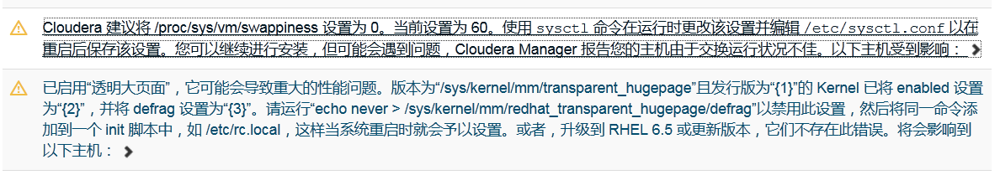 Cloudera 建议将 /proc/sys/vm/swappiness 设置为 0。当前设置为 60。使用 sysctl 命令在运行时更改该设置并编辑 /etc/sysctl.conf 以在
重启后保存该设置。您可以继续进行安装，但可能会遇到问题，Cloudera Manager 报告您的主机由于交换运行状况不佳。以下主机受到影响：
已启用“透明大页面”，它可能会导致重大的性能问题。版本为“/sys/kernel/mm/transparent_hugepage”且发行版为“{1}”的 Kernel 已将 enabled 设置
为“{2}”，并将 defrag 设置为“{3}”。请运行“echo never > /sys/kernel/mm/redhat_transparent_hugepage/defrag”以禁用此设置，然后将同一命令添
加到一个 init 脚本中，如 /etc/rc.local，这样当系统重启时就会予以设置。或者，升级到 RHEL 6.5 或更新版本，它们不存在此错误。将会影响到
以下主机：